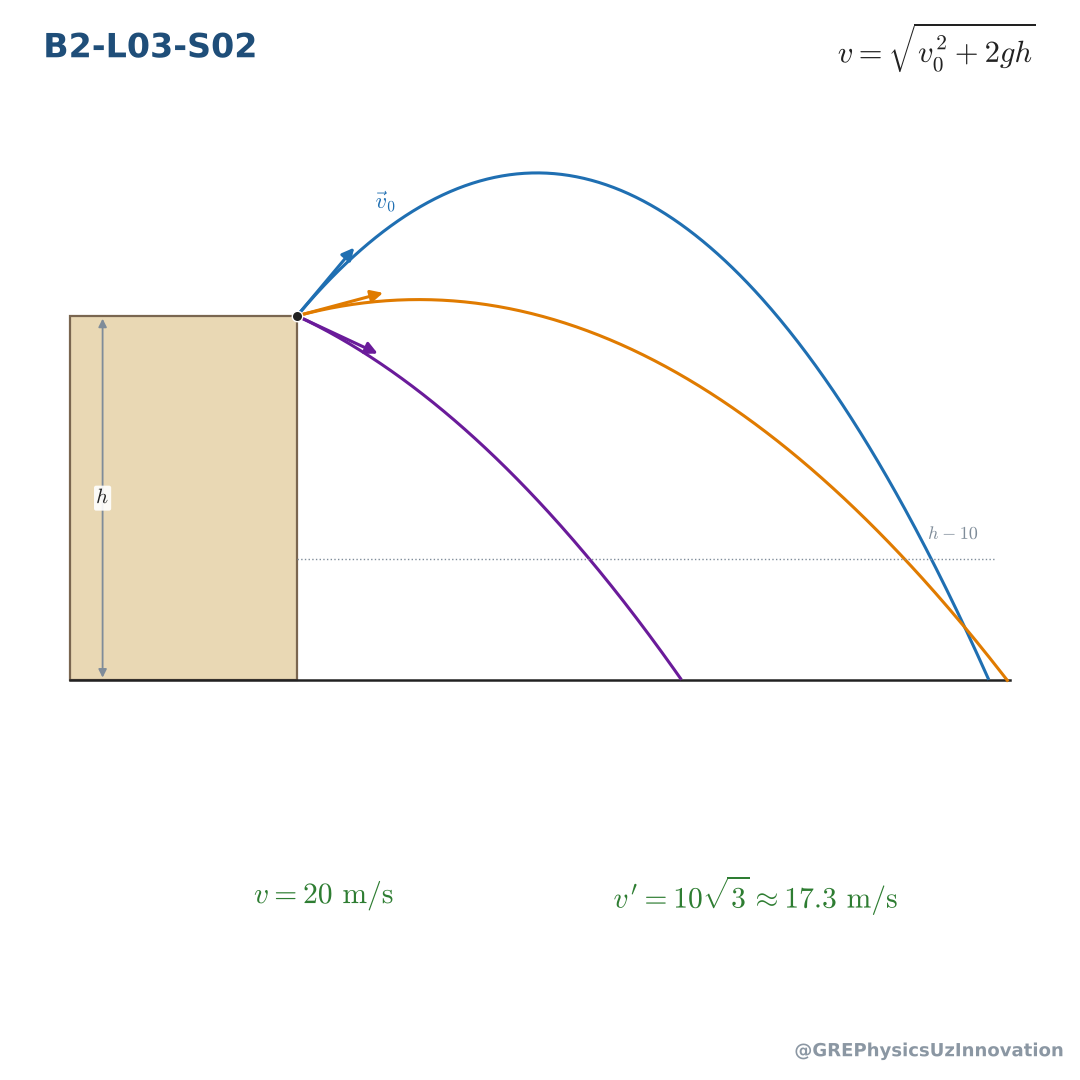 B2-L03-S02
v = √(v₀² + 2gh)
v⃗₀
h
h − 10
v = 20 m/s
v′ = 10√3 ≈ 17.3 m/s
@GREPhysicsUzInnovation